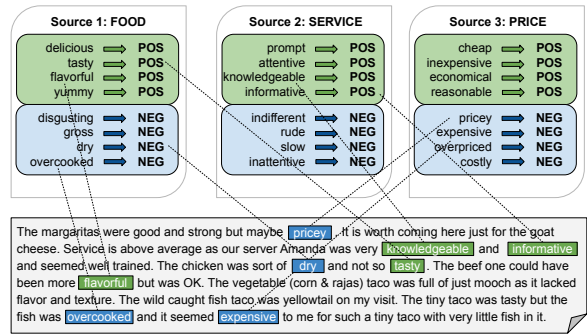 Source 1: FOOD
delicious POS
tasty POS
flavorful POS
yummy POS
disgusting NEG
gross NEG
dry NEG
overcooked NEG
Source 2: SERVICE
prompt POS
attentive POS
knowledgeable POS
informative POS
indifferent NEG
rude NEG
slow NEG
inattentive NEG
Source 3: PRICE
cheap POS
inexpensive POS
economical POS
reasonable POS
pricey NEG
expensive NEG
overpriced NEG
costly NEG
The margaritas were good and strong but maybe pricey . It is worth coming here just for the goat
cheese. Service is above average as our server Amanda was very knowledgeable and informative
and seemed well trained. The chicken was sort of dry and not so tasty . The beef one could have
been more flavorful but was OK. The vegetable (corn & rajas) taco was full of just mooch as it lacked
flavor and texture. The wild caught fish taco was yellowtail on my visit. The tiny taco was tasty but the
fish was overcooked and it seemed expensive to me for such a tiny taco with very little fish in it.